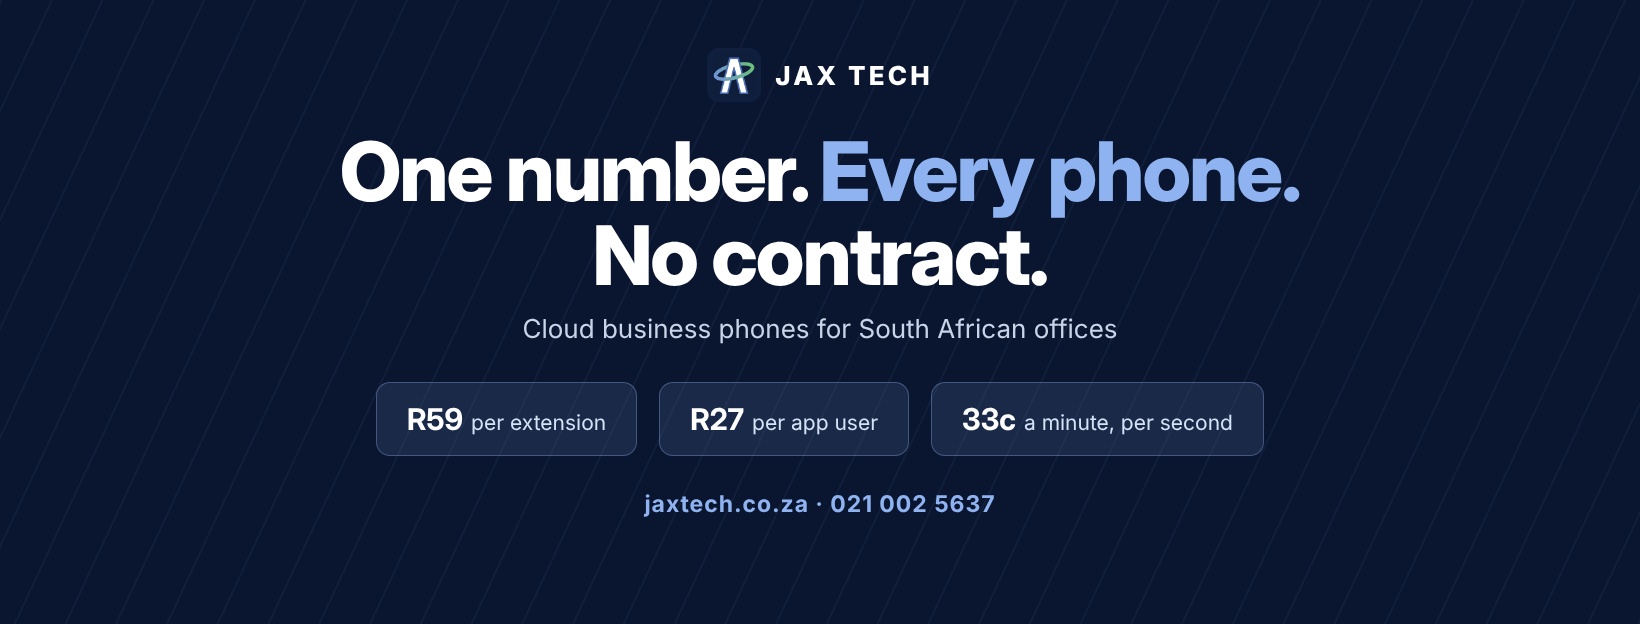 JAX TECH
One number. Every phone.
No contract.
Cloud business phones for South African offices
R59 per extension
R27 per app user
33c a minute, per second
jaxtech.co.za · 021 002 5637